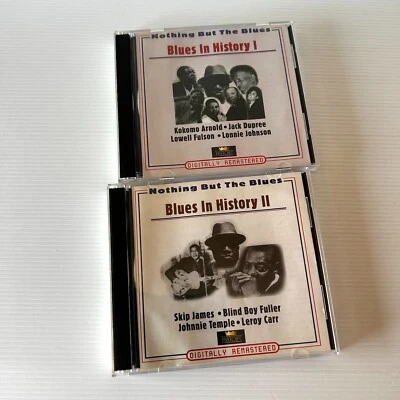 Nothing But The Blues
Blues In History I
Kokomo Arnold • Jack Dupree
Lowell Fulson • Lonnie Johnson
DIGITALLY REMASTERED
Nothing But The Blues
Blues In History II
Skip James • Blind Boy Fuller
Johnnie Temple • Leroy Carr
DIGITALLY REMASTERED